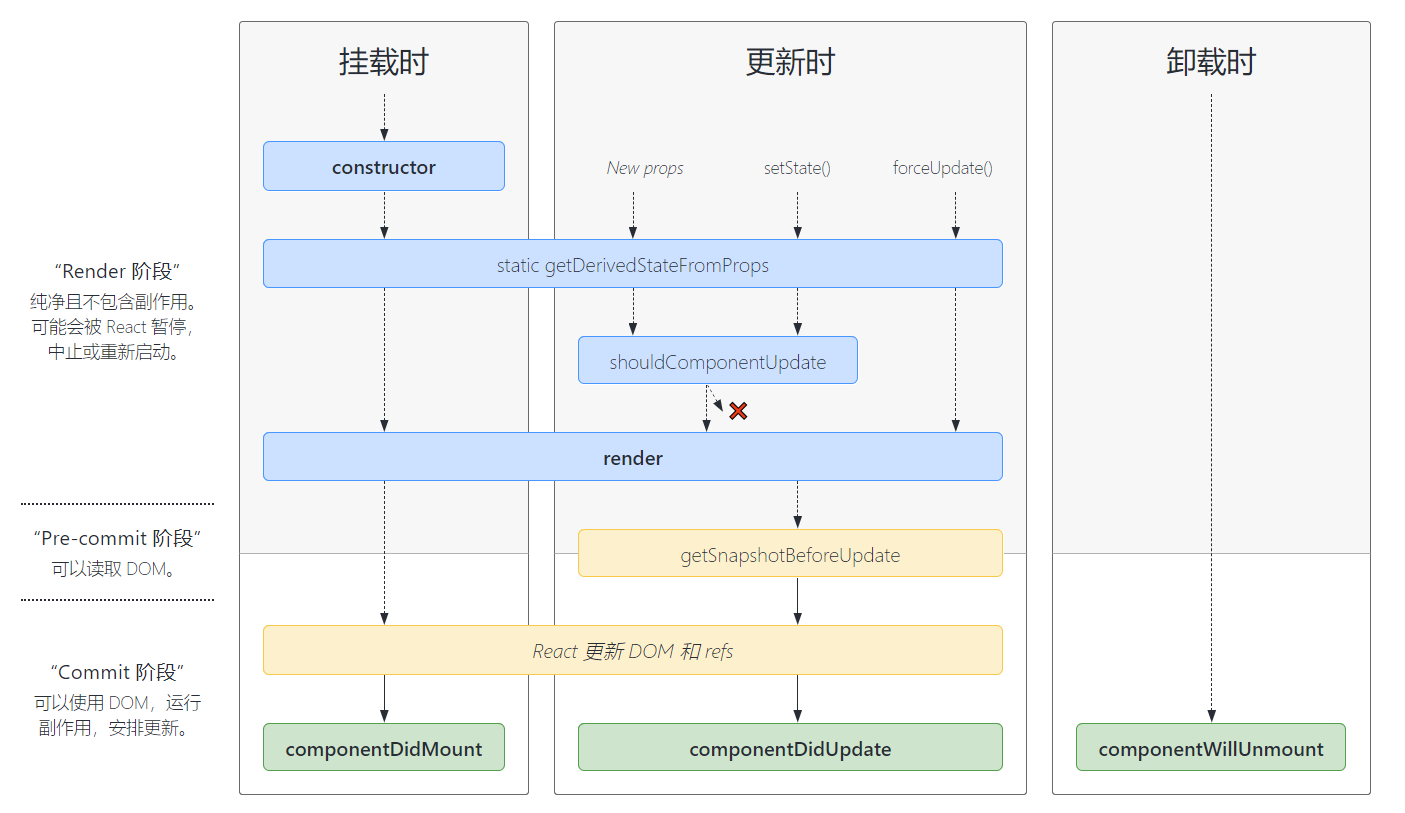 挂载时
更新时
卸载时
constructor
New props
setState()
forceUpdate()
static getDerivedStateFromProps
“Render 阶段”
纯净且不包含副作用。
可能会被 React 暂停，
中止或重新启动。
shouldComponentUpdate
render
“Pre-commit 阶段”
可以读取 DOM。
getSnapshotBeforeUpdate
React 更新 DOM 和 refs
“Commit 阶段”
可以使用 DOM，运行
副作用，安排更新。
componentDidMount
componentDidUpdate
componentWillUnmount